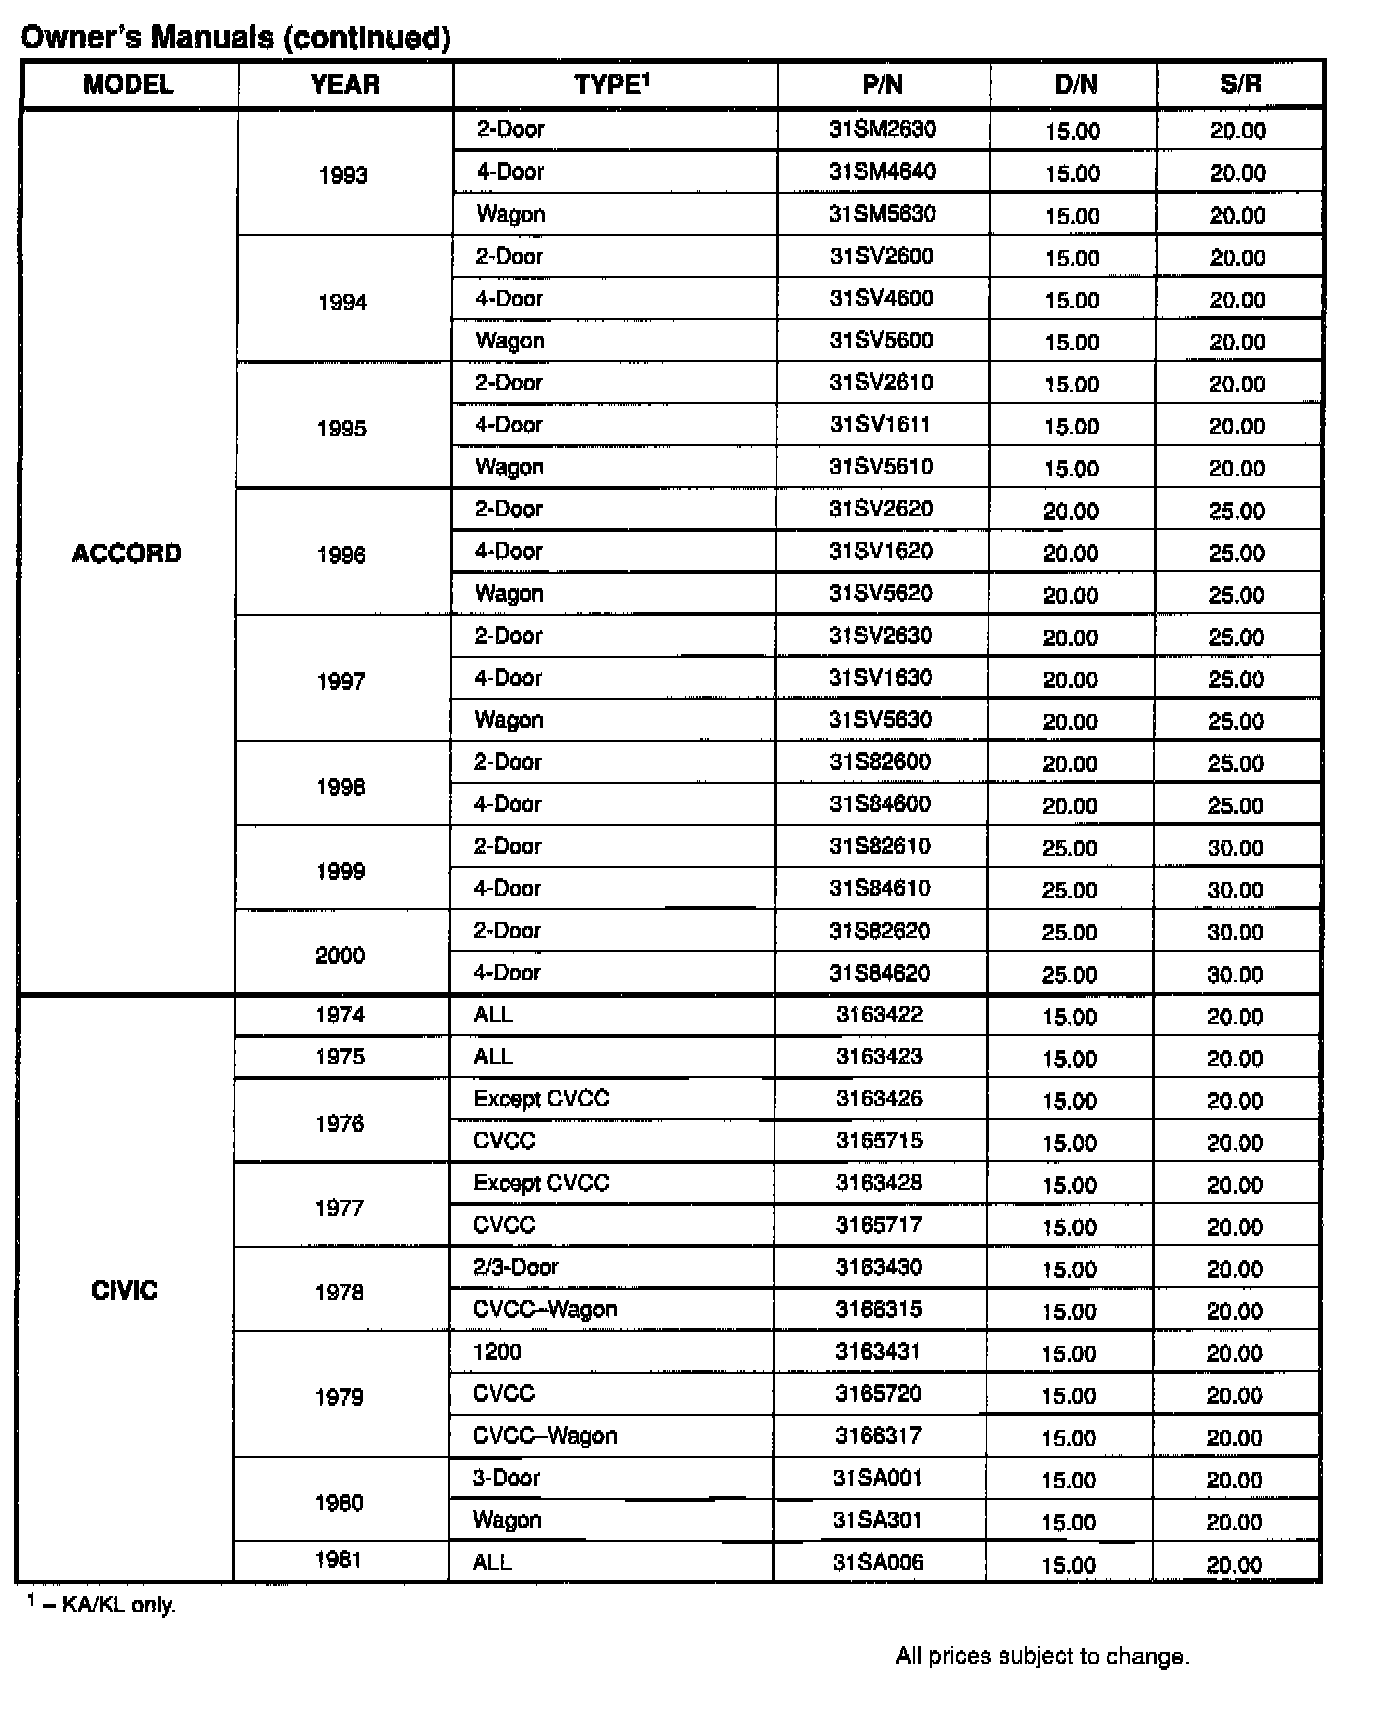 Owner's Manuals (continued)
MODEL YEAR TYPE¹ P/N D/N S/R
ACCORD
1993
2-Door 31SM2630 15.00 20.00
4-Door 31SM4640 15.00 20.00
Wagon 31SM5630 15.00 20.00
1994
2-Door 31SV2600 15.00 20.00
4-Door 31SV4600 15.00 20.00
Wagon 31SV5600 15.00 20.00
1995
2-Door 31SV2610 15.00 20.00
4-Door 31SV1611 15.00 20.00
Wagon 31SV5610 15.00 20.00
1996
2-Door 31SV2620 20.00 25.00
4-Door 31SV1620 20.00 25.00
Wagon 31SV5620 20.00 25.00
1997
2-Door 31SV2630 20.00 25.00
4-Door 31SV1630 20.00 25.00
Wagon 31SV5630 20.00 25.00
1998
2-Door 31S82600 20.00 25.00
4-Door 31S84600 20.00 25.00
1999
2-Door 31S82610 25.00 30.00
4-Door 31S84610 25.00 30.00
2000
2-Door 31S82620 25.00 30.00
4-Door 31S84620 25.00 30.00
CIVIC
1974 ALL 3163422 15.00 20.00
1975 ALL 3163423 15.00 20.00
1976
Except CVCC 3163426 15.00 20.00
CVCC 3165715 15.00 20.00
1977
Except CVCC 3163428 15.00 20.00
CVCC 3165717 15.00 20.00
1978
2/3-Door 3163430 15.00 20.00
CVCC–Wagon 3166315 15.00 20.00
1979
1200 3163431 15.00 20.00
CVCC 3165720 15.00 20.00
CVCC–Wagon 3166317 15.00 20.00
1980
3-Door 31SA001 15.00 20.00
Wagon 31SA301 15.00 20.00
1981 ALL 31SA006 15.00 20.00
¹ – KA/KL only.
All prices subject to change.